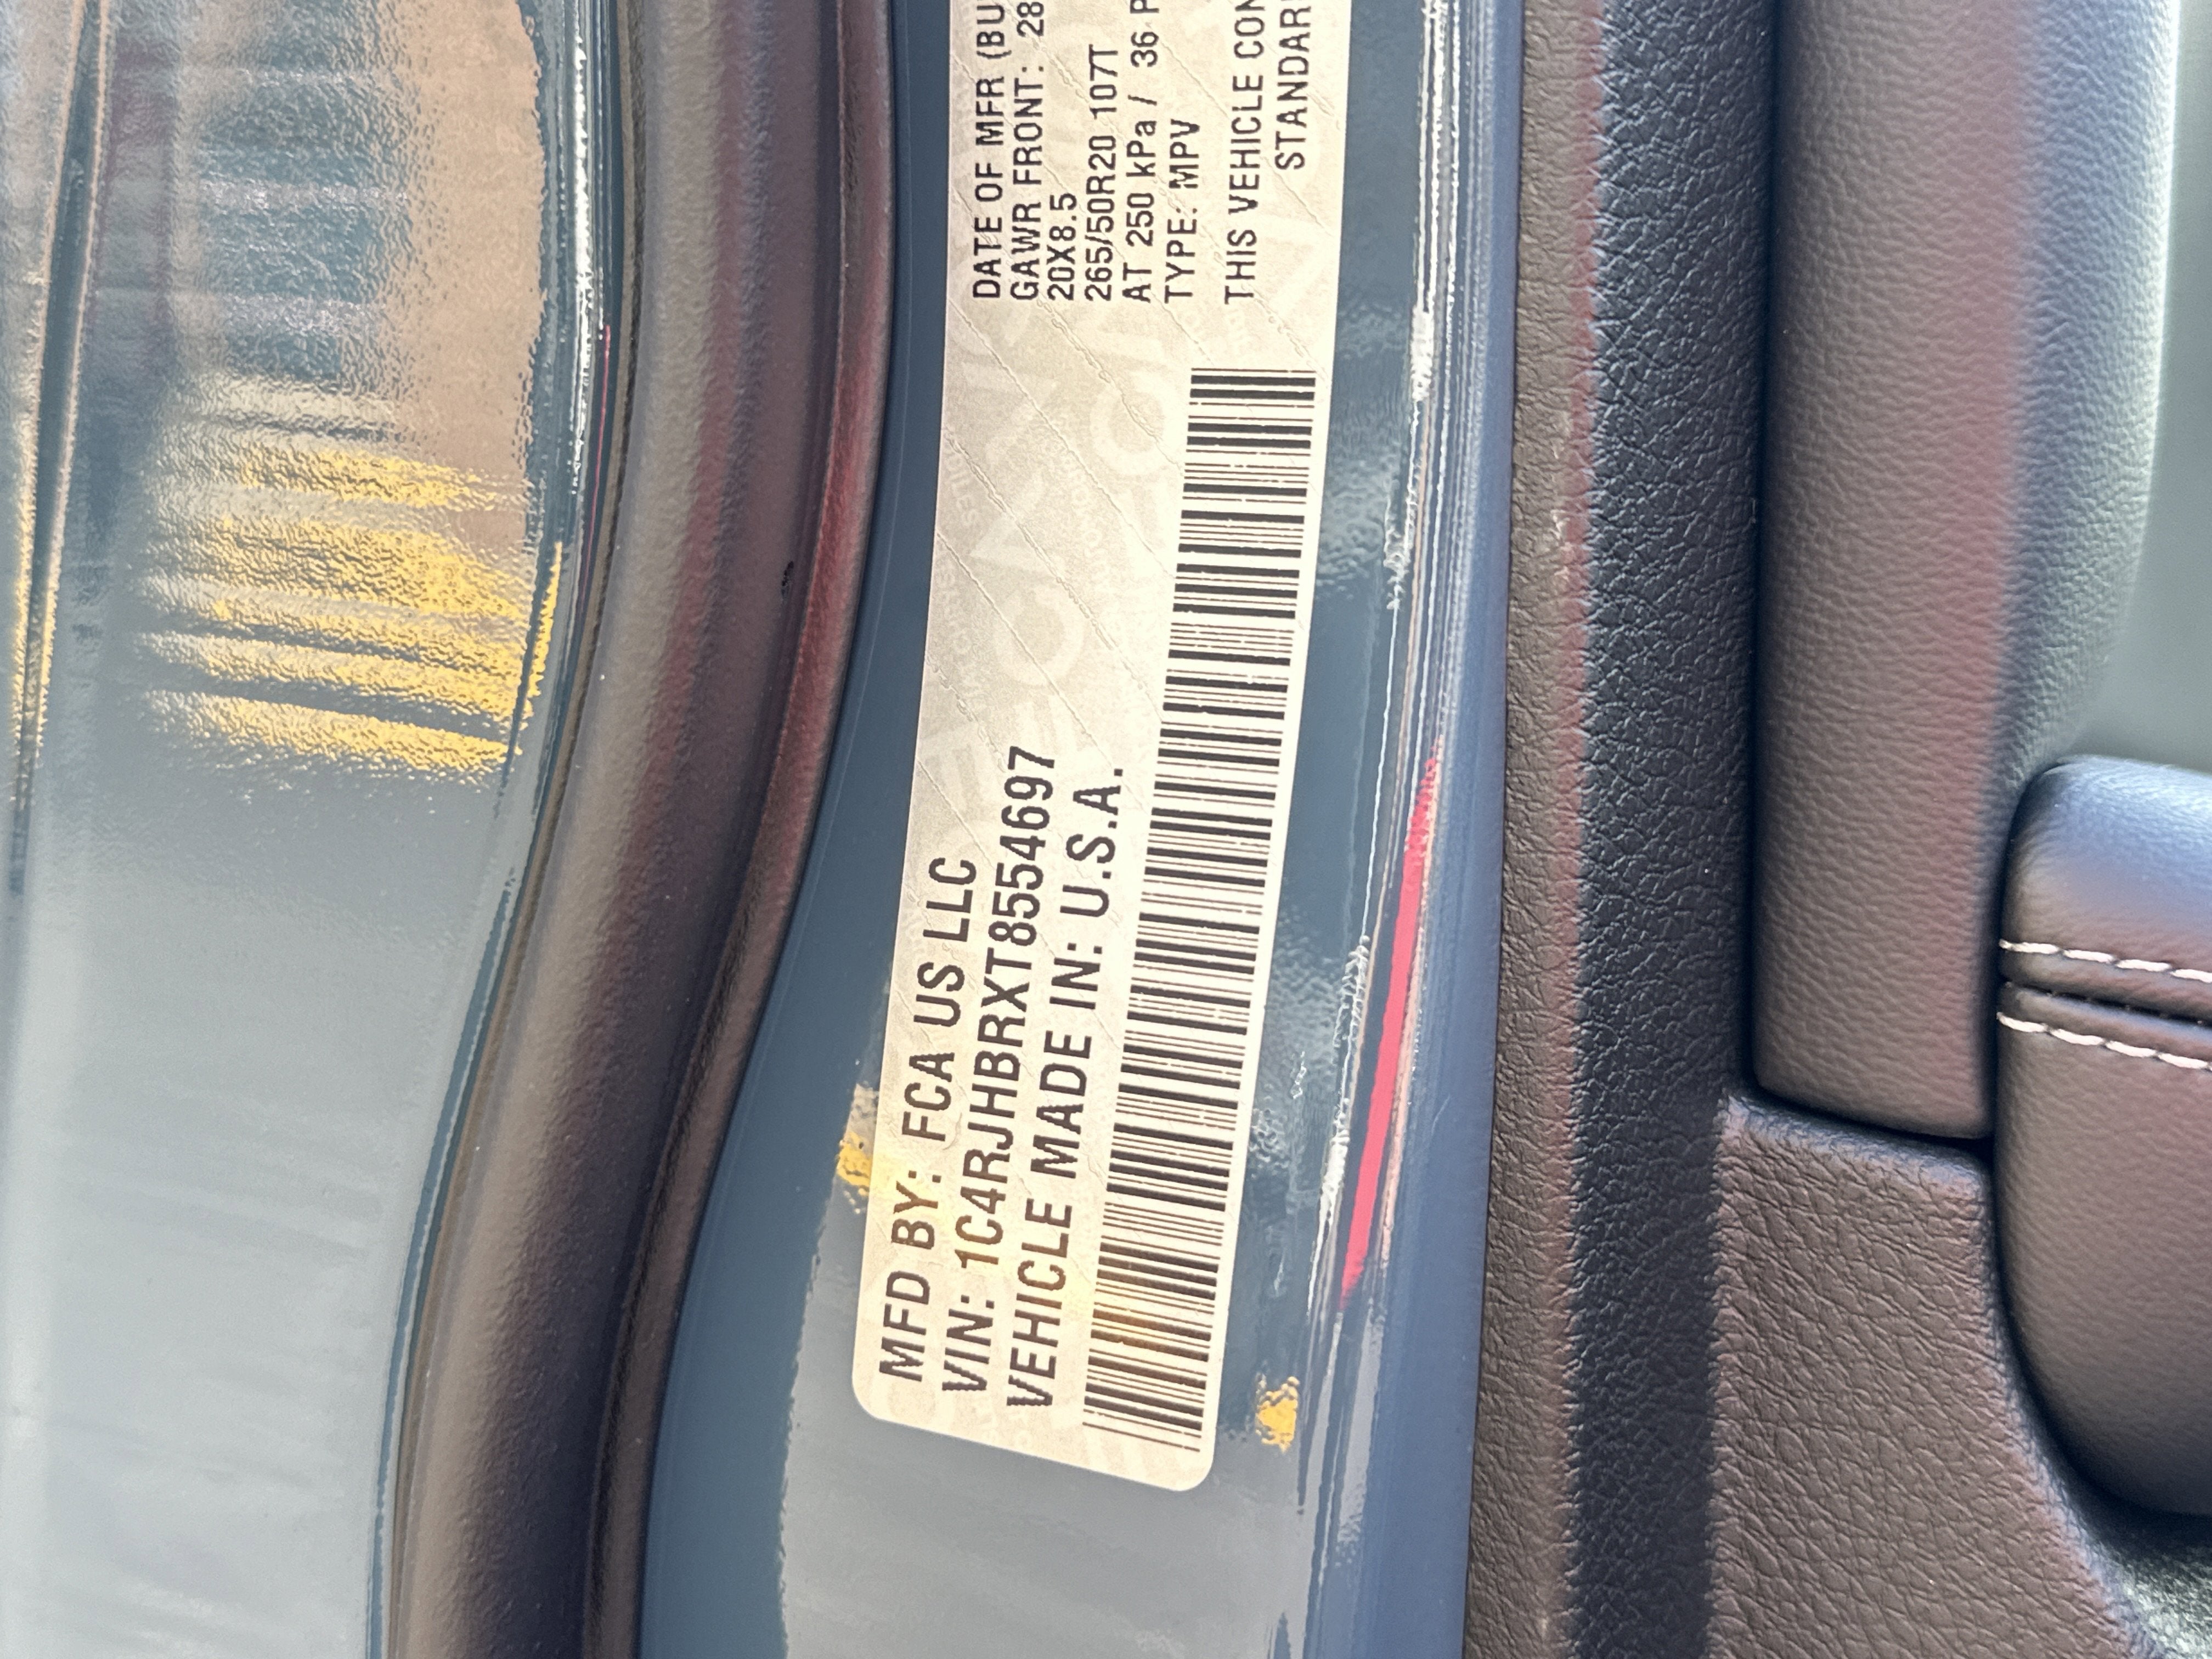 MFD BY: FCA US LLC
VIN: 1C4RJHBRXT8554697
VEHICLE MADE IN: U.S.A.
DATE OF MFR (BU
GAWR FRONT: 28
20X8.5
265/50R20 107T
AT 250 kPa / 36 P
TYPE: MPV
THIS VEHICLE CON
STANDAR